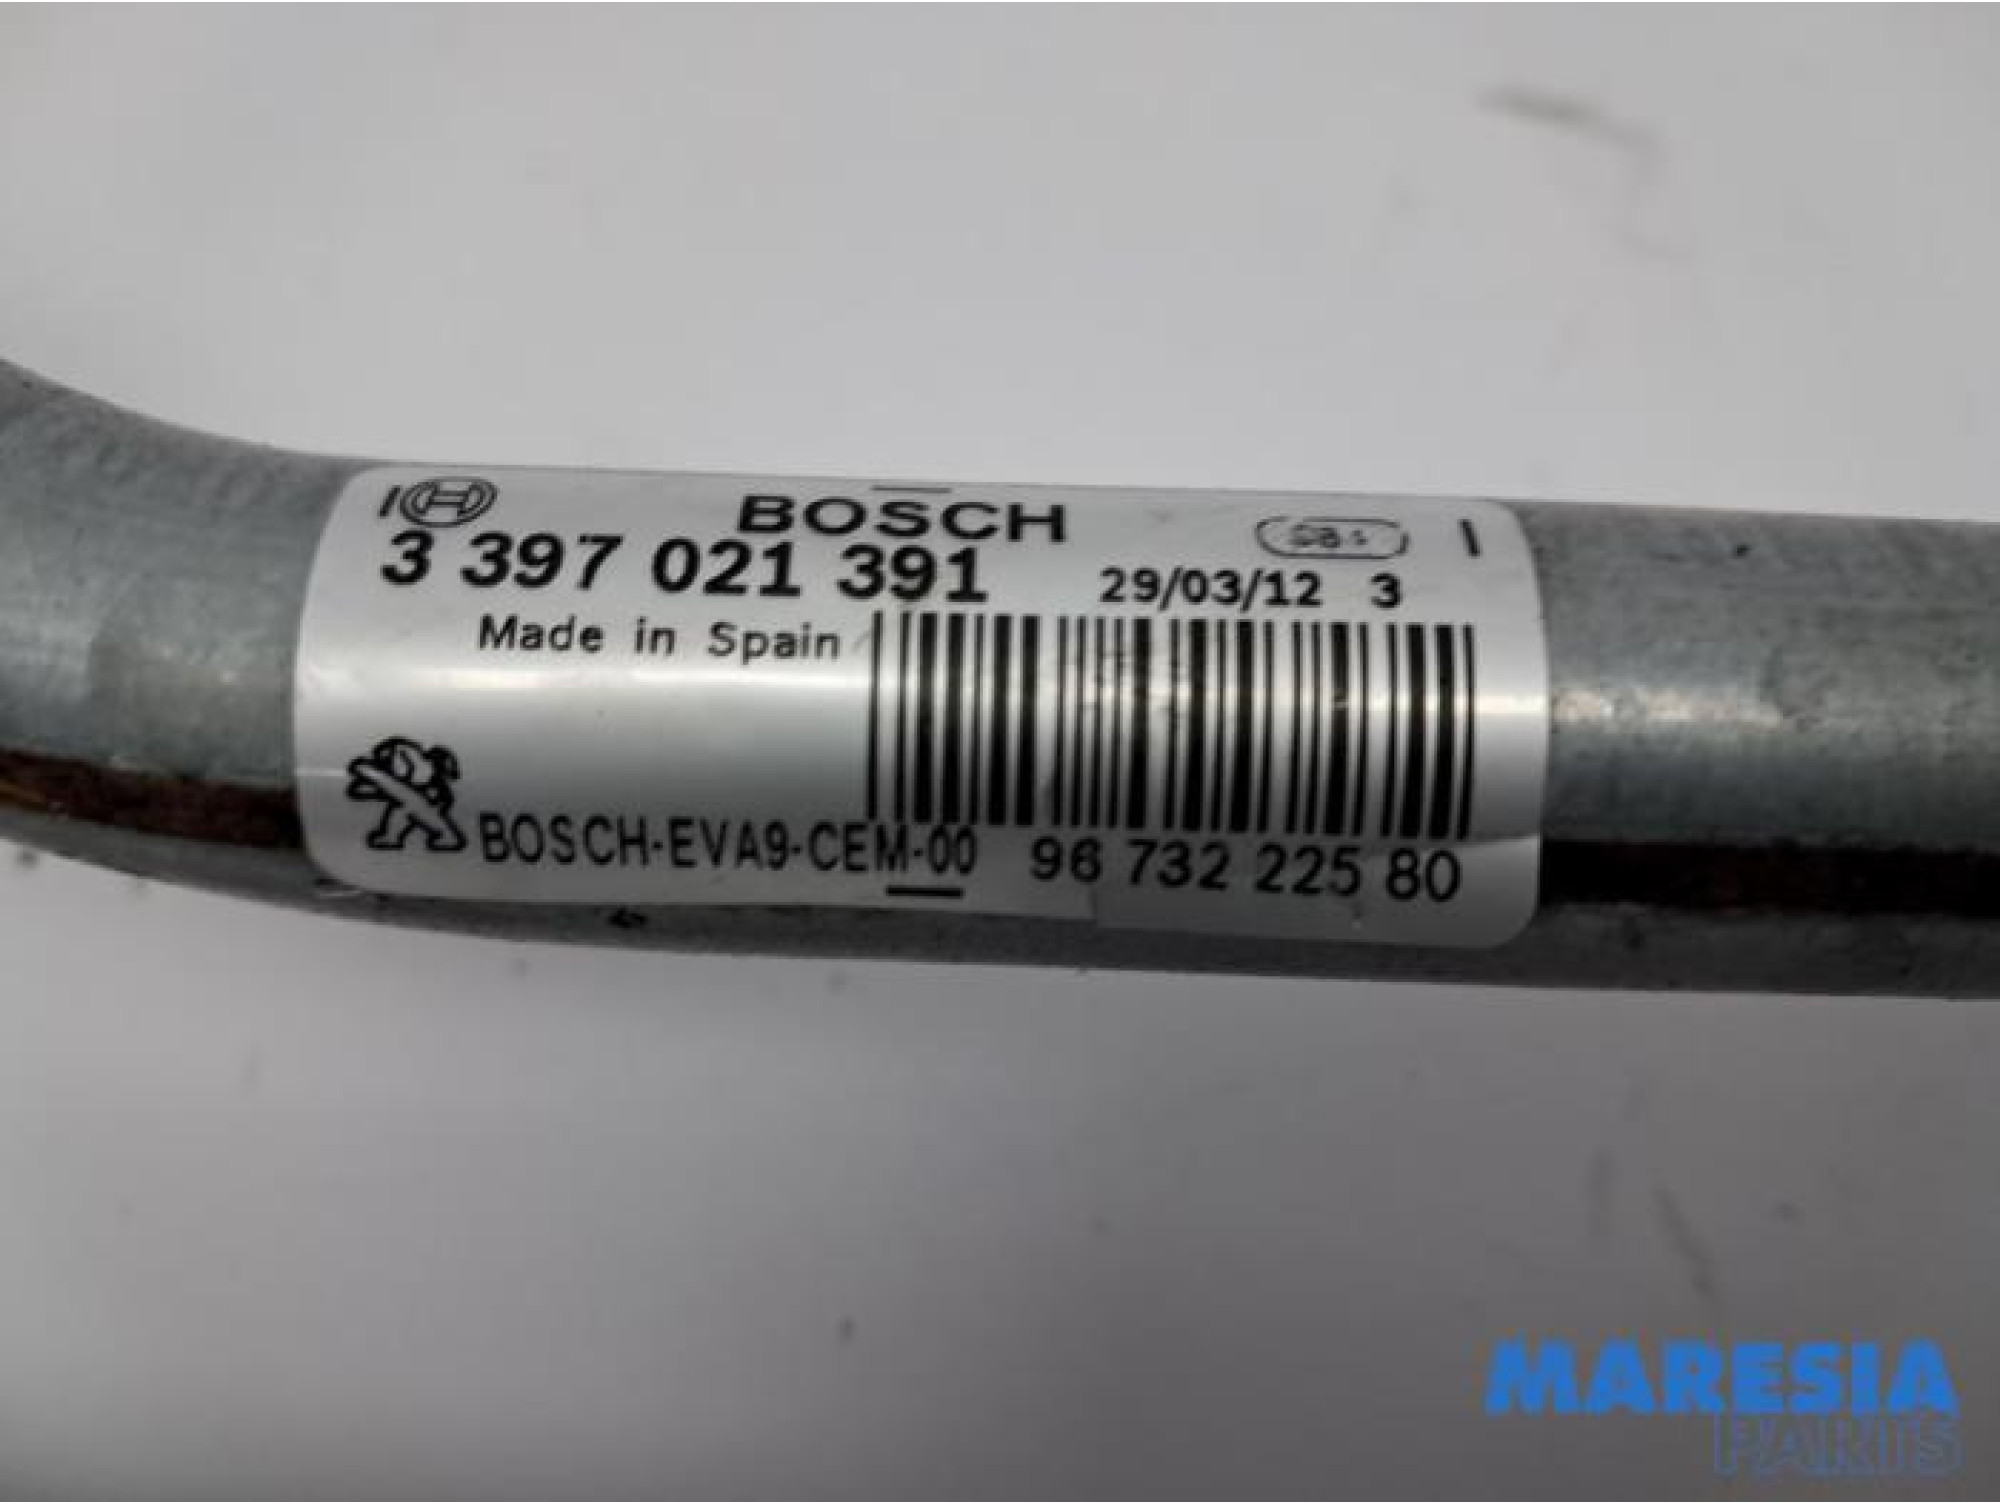 BOSCH
3 397 021 391
29/03/12 3
Made in Spain
BOSCH-EVA9-CEM-00 96 732 225 80
MARESIA
PARTS